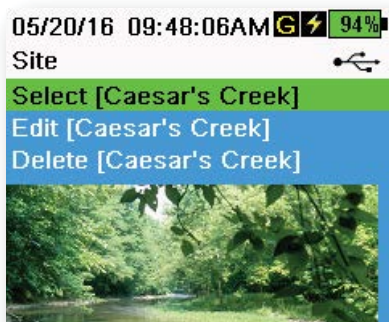 05/20/16 09:48:06AM G 94%
Site
Select [Caesar's Creek]
Edit [Caesar's Creek]
Delete [Caesar's Creek]